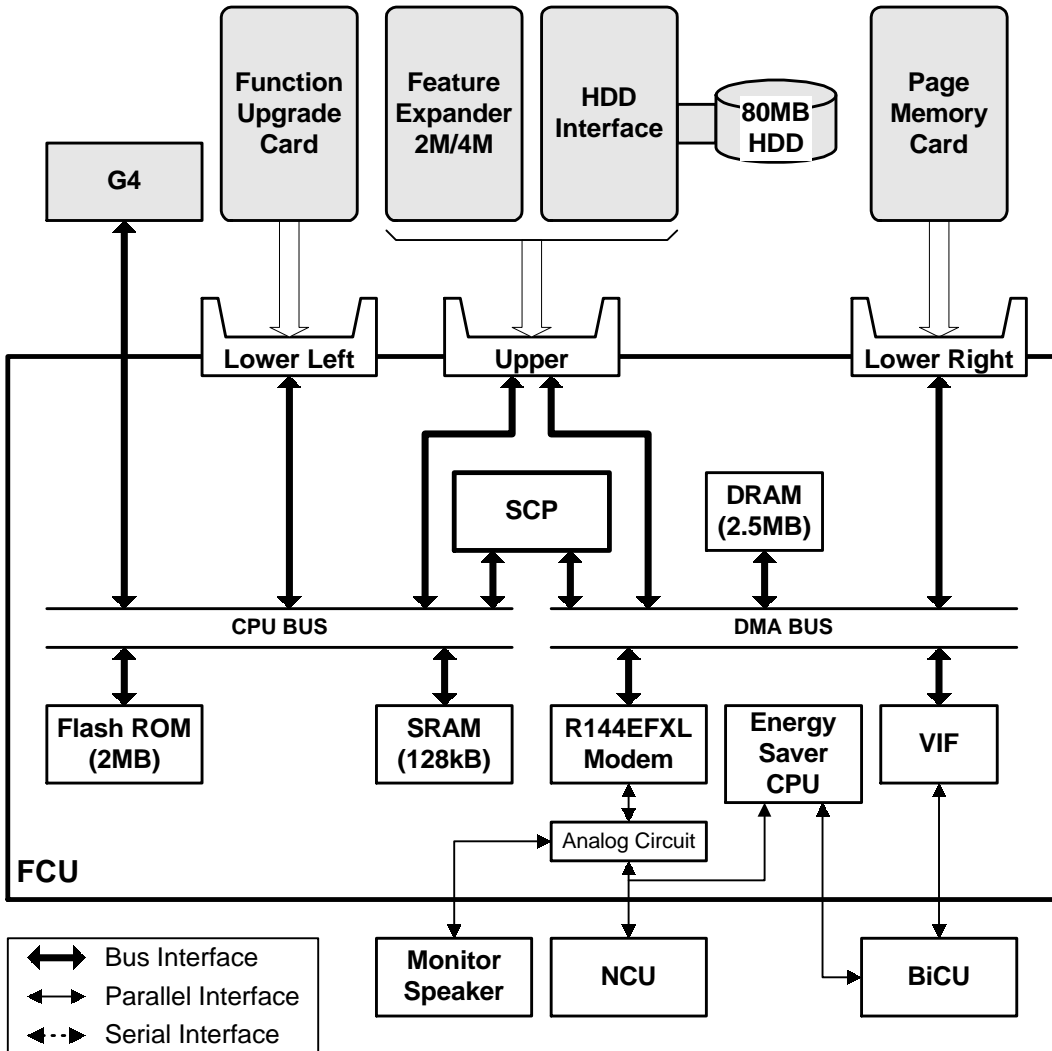 Function
Upgrade
Card
Feature
Expander
2M/4M
HDD
Interface
80MB
HDD
Page
Memory
Card
G4
Lower Left
Upper
Lower Right
SCP
DRAM
(2.5MB)
CPU BUS
DMA BUS
Flash ROM
(2MB)
SRAM
(128kB)
R144EFXL
Modem
Energy
Saver
CPU
VIF
Analog Circuit
FCU
Monitor
Speaker
NCU
BiCU
Bus Interface
Parallel Interface
Serial Interface